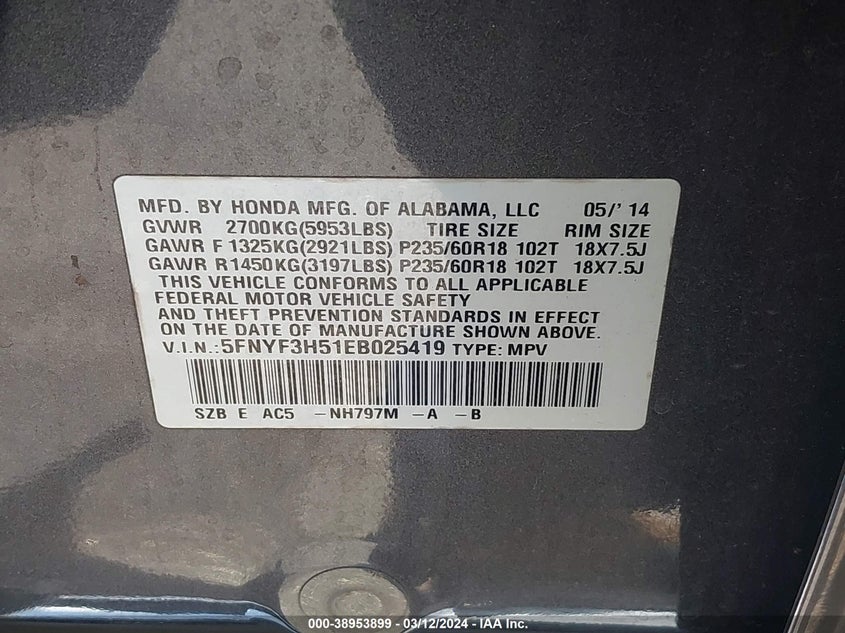 MFD. BY HONDA MFG. OF ALABAMA, LLC 05/' 14
GVWR 2700KG(5953LBS) TIRE SIZE RIM SIZE
GAWR F 1325KG(2921LBS) P235/60R18 102T 18X7.5J
GAWR R1450KG(3197LBS) P235/60R18 102T 18X7.5J
THIS VEHICLE CONFORMS TO ALL APPLICABLE
FEDERAL MOTOR VEHICLE SAFETY
AND THEFT PREVENTION STANDARDS IN EFFECT
ON THE DATE OF MANUFACTURE SHOWN ABOVE.
V.I.N.:5FNYF3H51EB025419 TYPE: MPV
SZB E AC5 -NH797M -A -B
000-38953899 - 03/12/2024 - IAA Inc.